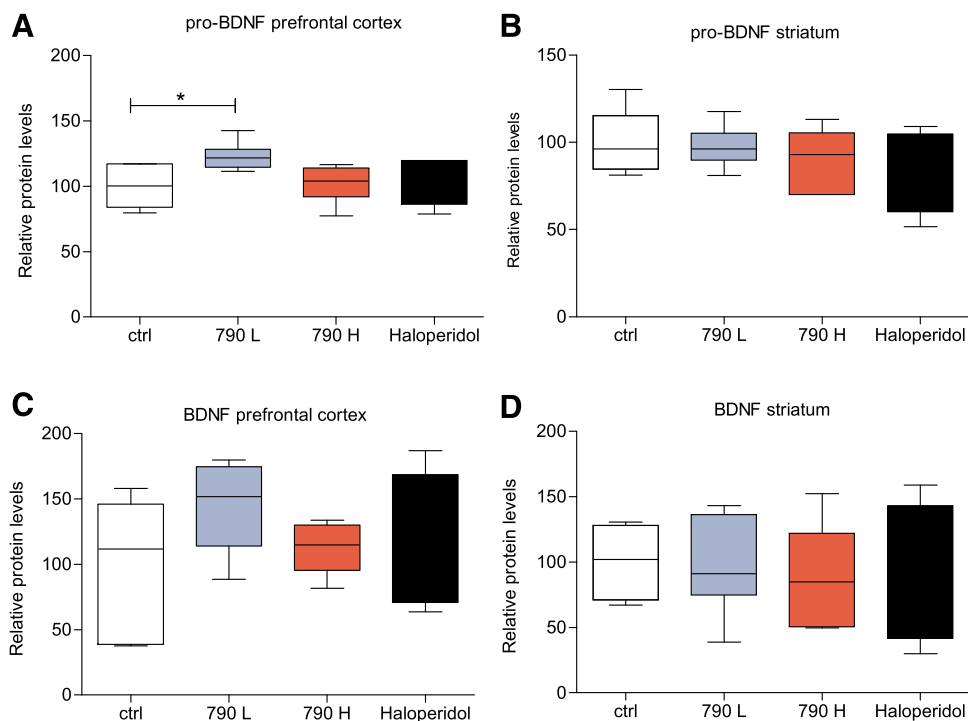 A
pro-BDNF prefrontal cortex
Relative protein levels
200
150
100
50
0
*
ctrl 790 L 790 H Haloperidol
B
pro-BDNF striatum
Relative protein levels
150
100
50
0
ctrl 790 L 790 H Haloperidol
C
BDNF prefrontal cortex
Relative protein levels
200
150
100
50
0
ctrl 790 L 790 H Haloperidol
D
BDNF striatum
Relative protein levels
200
150
100
50
0
ctrl 790 L 790 H Haloperidol